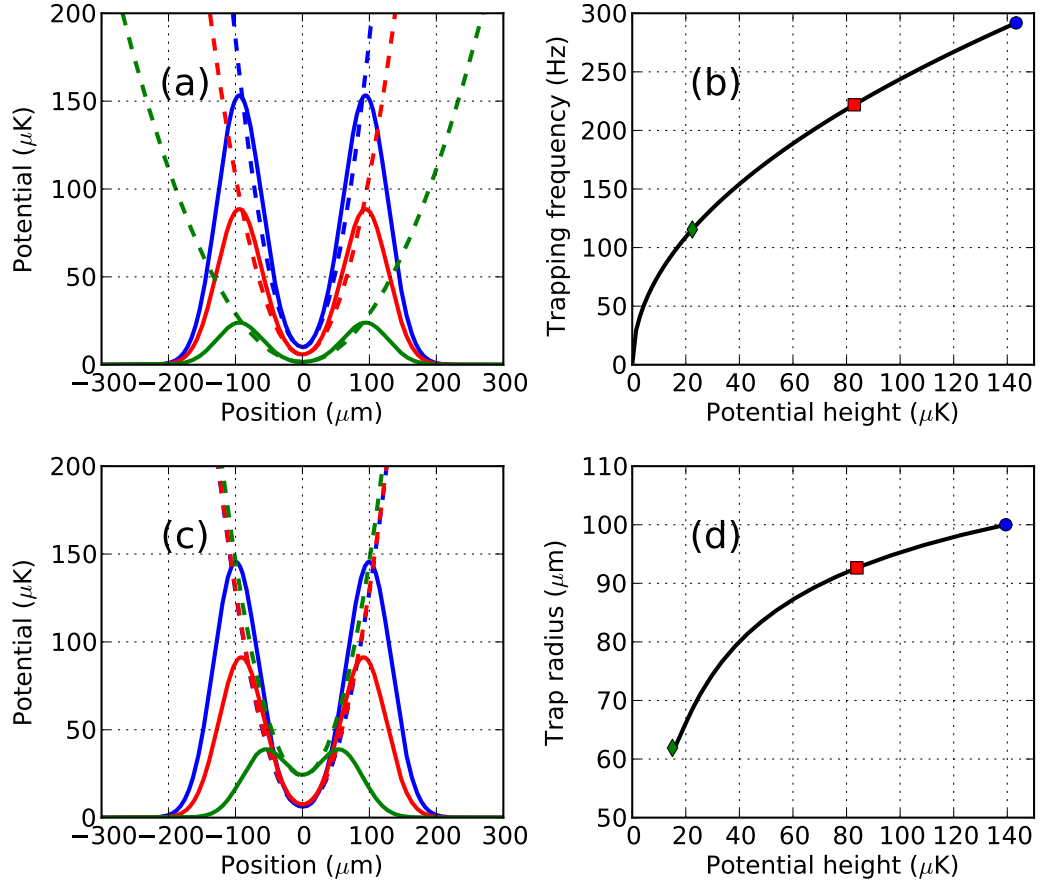 200
150
100
50
0
Potential (μK)
(a)
−300−200−100 0 100 200 300
Position (μm)
300
250
200
150
100
50
0
Trapping frequency (Hz)
(b)
0 20 40 60 80 100 120 140
Potential height (μK)
200
150
100
50
0
Potential (μK)
(c)
−300−200−100 0 100 200 300
Position (μm)
110
100
90
80
70
60
50
Trap radius (μm)
(d)
0 20 40 60 80 100 120 140
Potential height (μK)